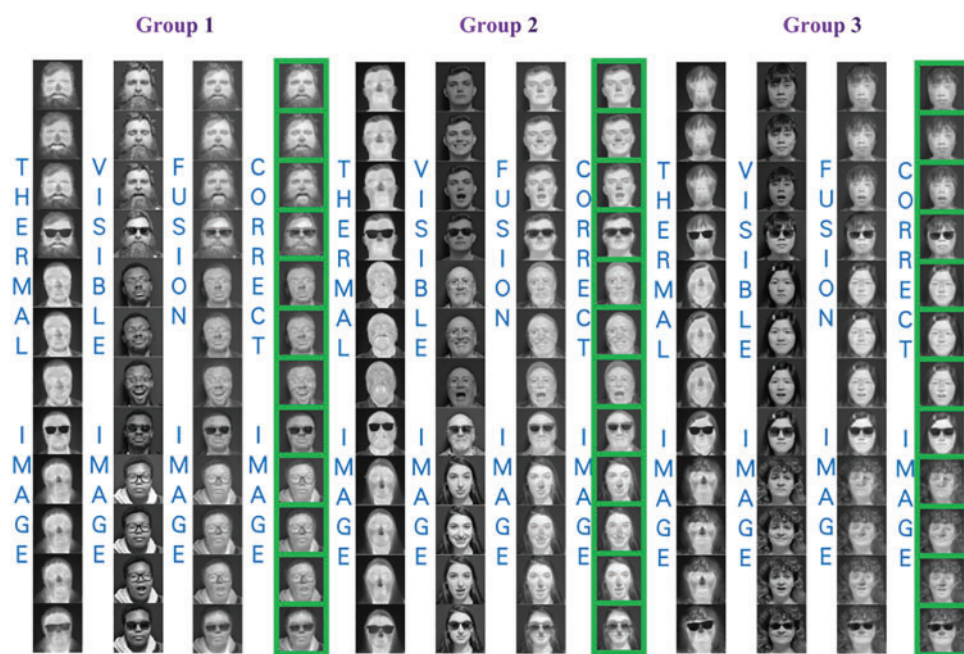 Group 1
Group 2
Group 3
THERMAL IMAGE
VISIBLE IMAGE
FUSION IMAGE
CORRECT IMAGE
THERMAL IMAGE
VISIBLE IMAGE
FUSION IMAGE
CORRECT IMAGE
THERMAL IMAGE
VISIBLE IMAGE
FUSION IMAGE
CORRECT IMAGE